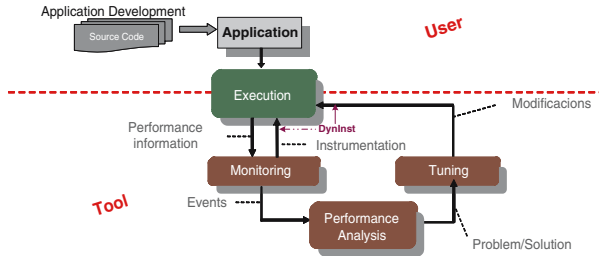 Application Development
Source Code
Application
User
Execution
Modificacions
DynInst
Performance
information
Instrumentation
Monitoring
Tuning
Tool
Events
Performance
Analysis
Problem/Solution